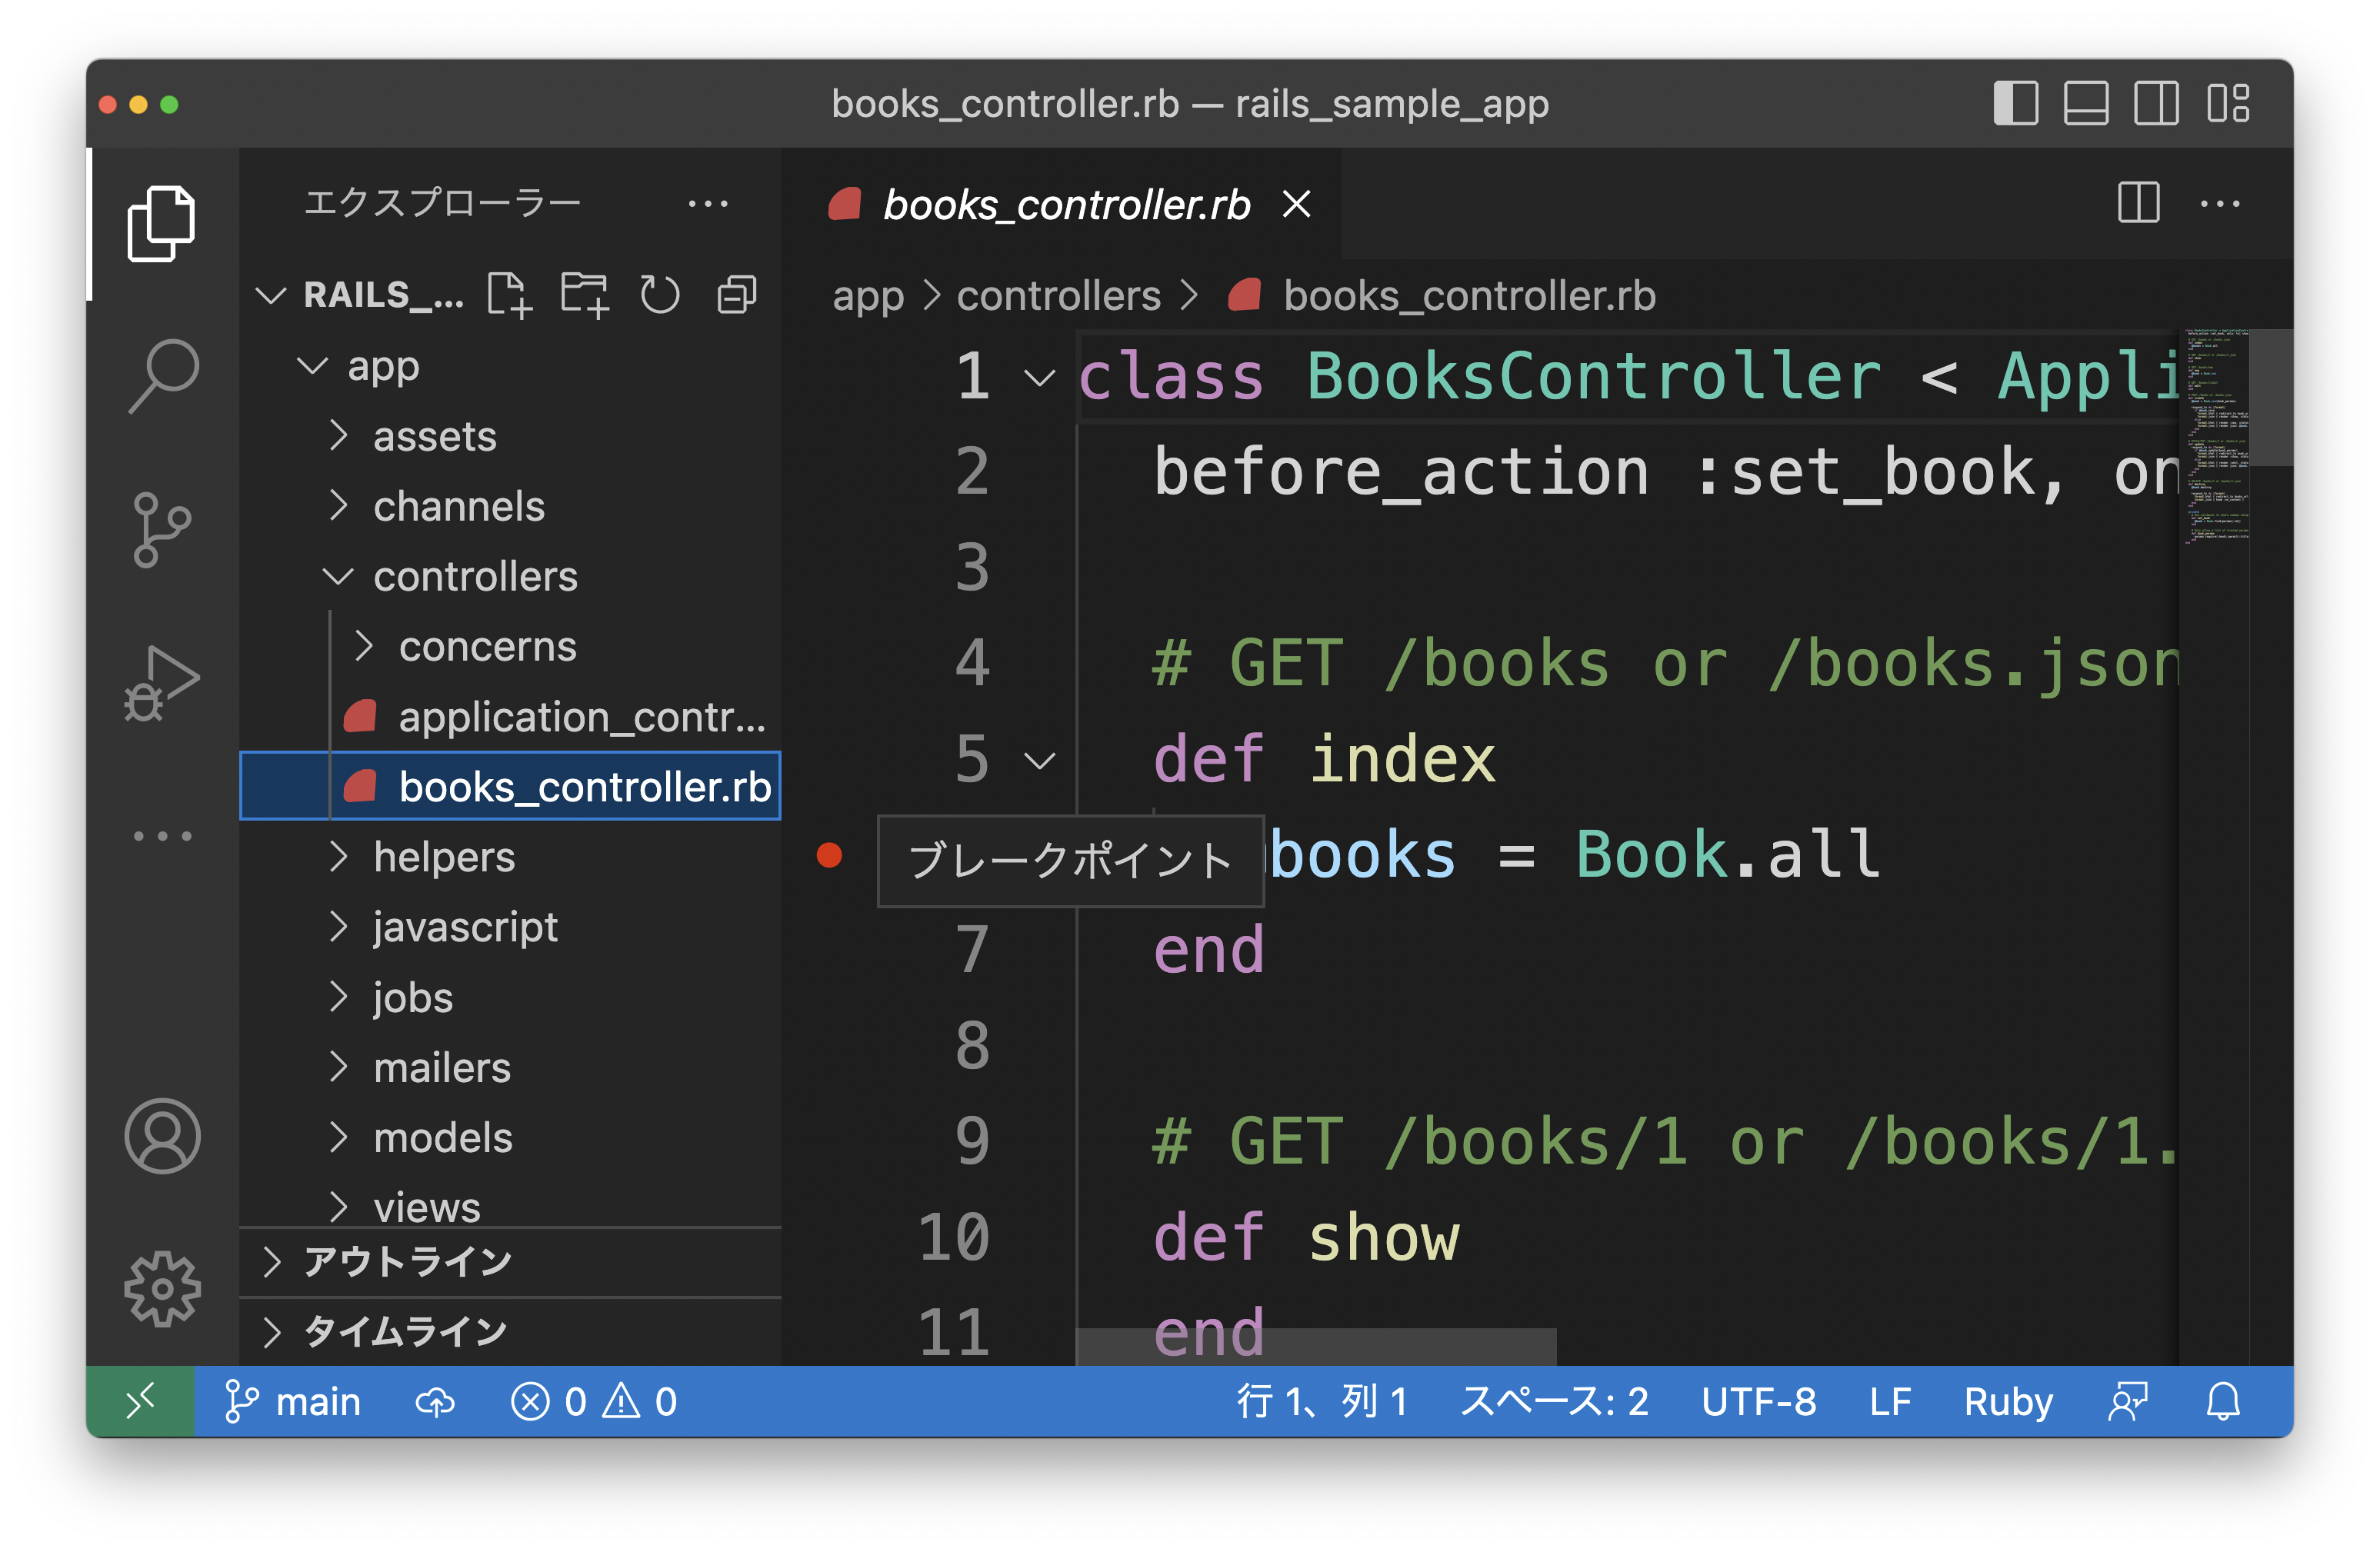 books_controller.rb — rails_sample_app
エクスプローラー
RAILS_...
app
assets
channels
controllers
concerns
application_contr...
books_controller.rb
helpers
javascript
jobs
mailers
models
views
アウトライン
タイムライン
books_controller.rb
app > controllers > books_controller.rb
1 class BooksController < Appli
2 before_action :set_book, on
3
4 # GET /books or /books.json
5 def index
ブレークポイント
books = Book.all
7 end
8
9 # GET /books/1 or /books/1.
10 def show
11 end
main 0 0 行 1、列 1 スペース: 2 UTF-8 LF Ruby